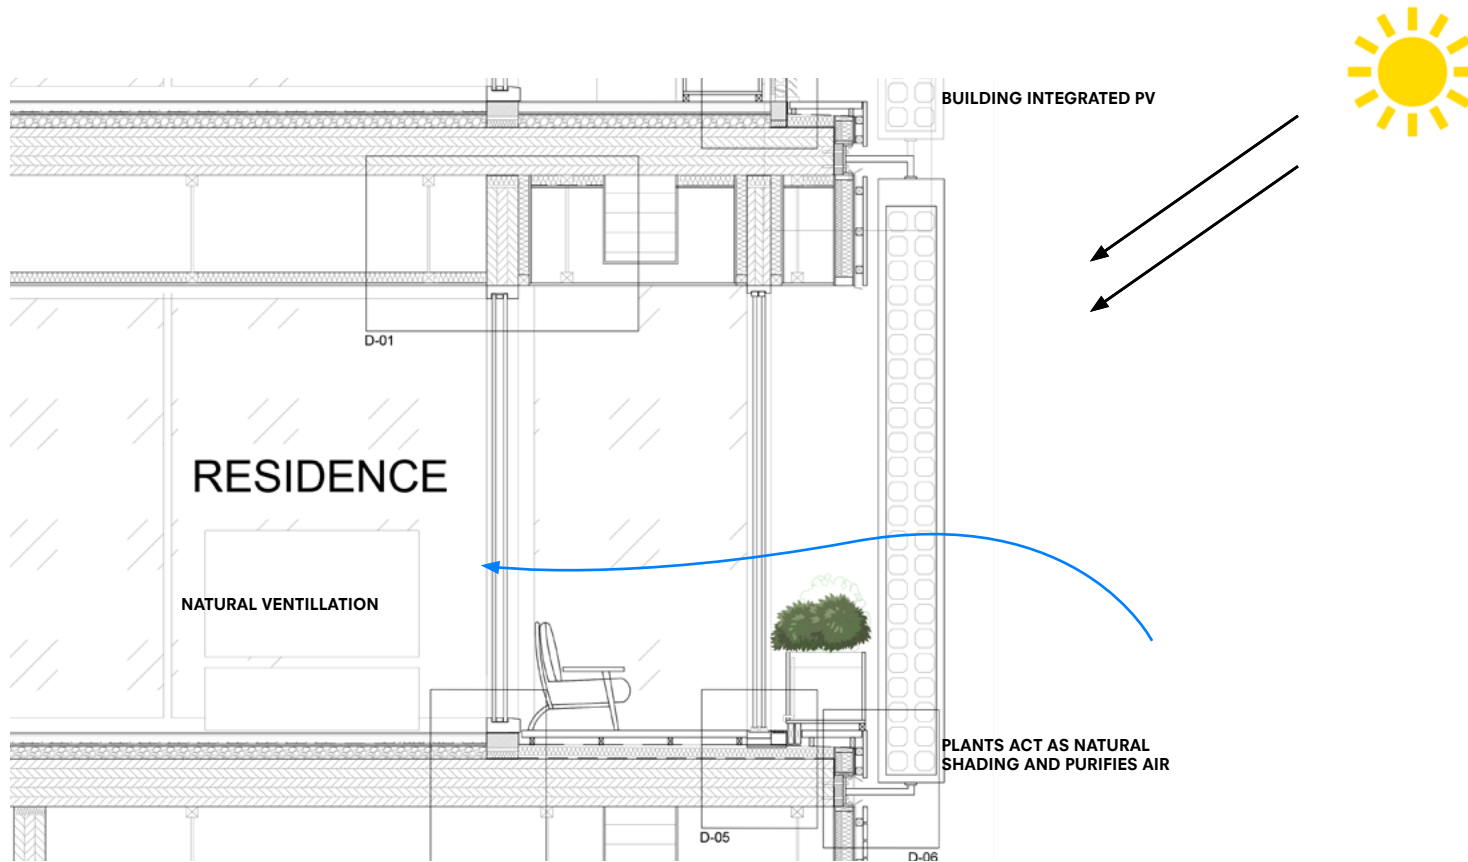 BUILDING INTEGRATED PV
D-01
RESIDENCE
NATURAL VENTILLATION
PLANTS ACT AS NATURAL
SHADING AND PURIFIES AIR
D-05
D-06